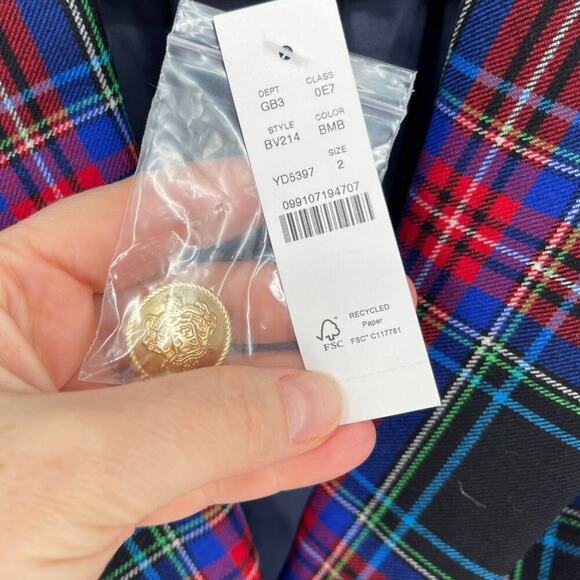 DEPT CLASS
GB3 0E7
STYLE COLOR
BV214 BMB
SIZE
YD5397 2
099107194707
RECYCLED
Paper
FSC FSC® C117781